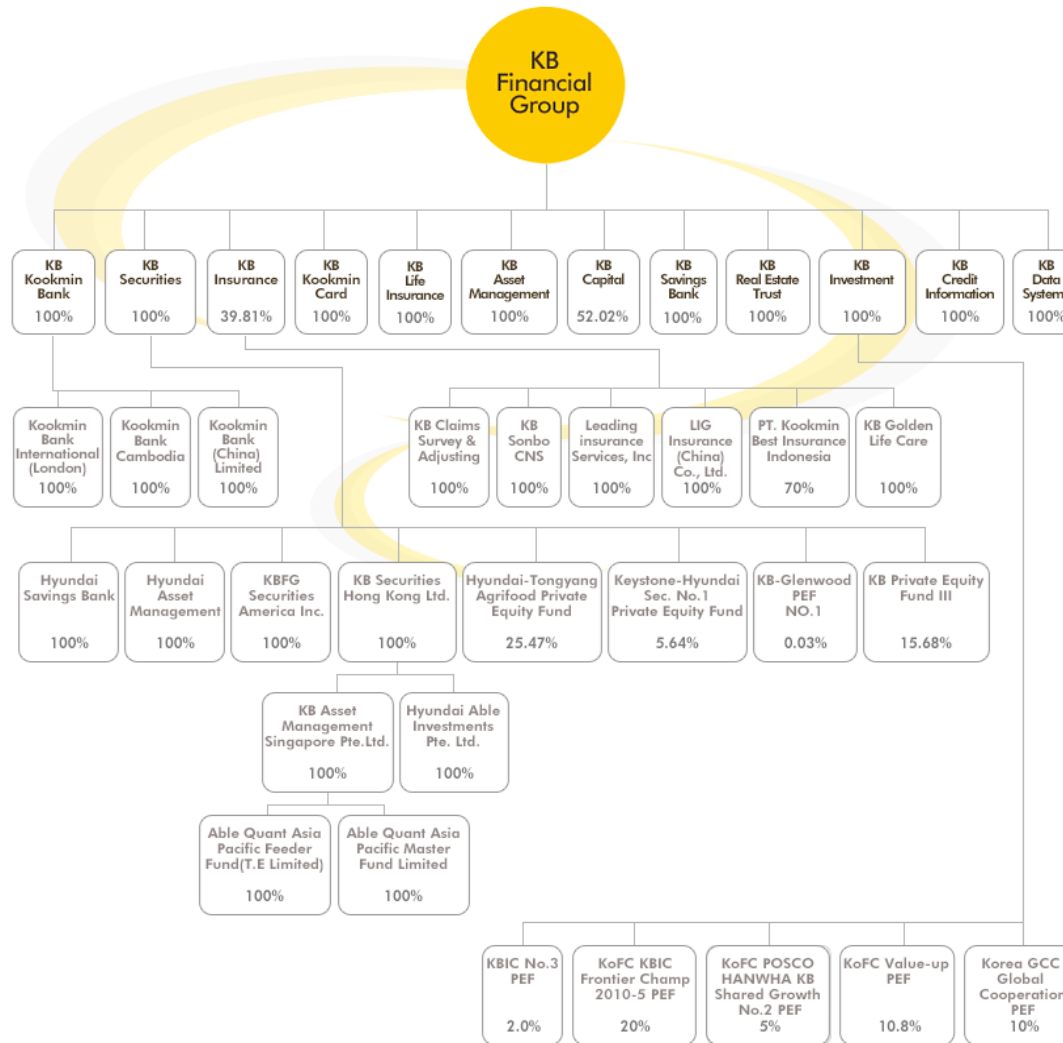 KB
Financial
Group
KB
Kookmin
Bank
100%
KB
Securities
100%
KB
Insurance
39.81%
KB
Kookmin
Card
100%
KB
Life
Insurance
100%
KB
Asset
Management
100%
KB
Capital
52.02%
KB
Savings
Bank
100%
KB
Real Estate
Trust
100%
KB
Investment
100%
KB
Credit
Information
100%
KB
Data
System
100%
Kookmin
Bank
International
(London)
100%
Kookmin
Bank
Cambodia
100%
Kookmin
Bank
(China)
Limited
100%
KB Claims
Survey &
Adjusting
100%
KB
Sonbo
CNS
100%
Leading
insurance
Services, Inc
100%
LIG
Insurance
(China)
Co., Ltd.
100%
PT. Kookmin
Best Insurance
Indonesia
70%
KB Golden
Life Care
100%
Hyundai
Savings Bank
100%
Hyundai
Asset
Management
100%
KBFG
Securities
America Inc.
100%
KB Securities
Hong Kong Ltd.
100%
Hyundai-Tongyang
Agrifood Private
Equity Fund
25.47%
Keystone-Hyundai
Sec. No.1
Private Equity Fund
5.64%
KB-Glenwood
PEF
NO.1
0.03%
KB Private Equity
Fund III
15.68%
KB Asset
Management
Singapore Pte.Ltd.
100%
Hyundai Able
Investments
Pte. Ltd.
100%
Able Quant Asia
Pacific Feeder
Fund(T.E Limited)
100%
Able Quant Asia
Pacific Master
Fund Limited
100%
KBIC No.3
PEF
2.0%
KoFC KBIC
Frontier Champ
2010-5 PEF
20%
KoFC POSCO
HANWHA KB
Shared Growth
No.2 PEF
5%
KoFC Value-up
PEF
10.8%
Korea GCC
Global
Cooperation
PEF
10%